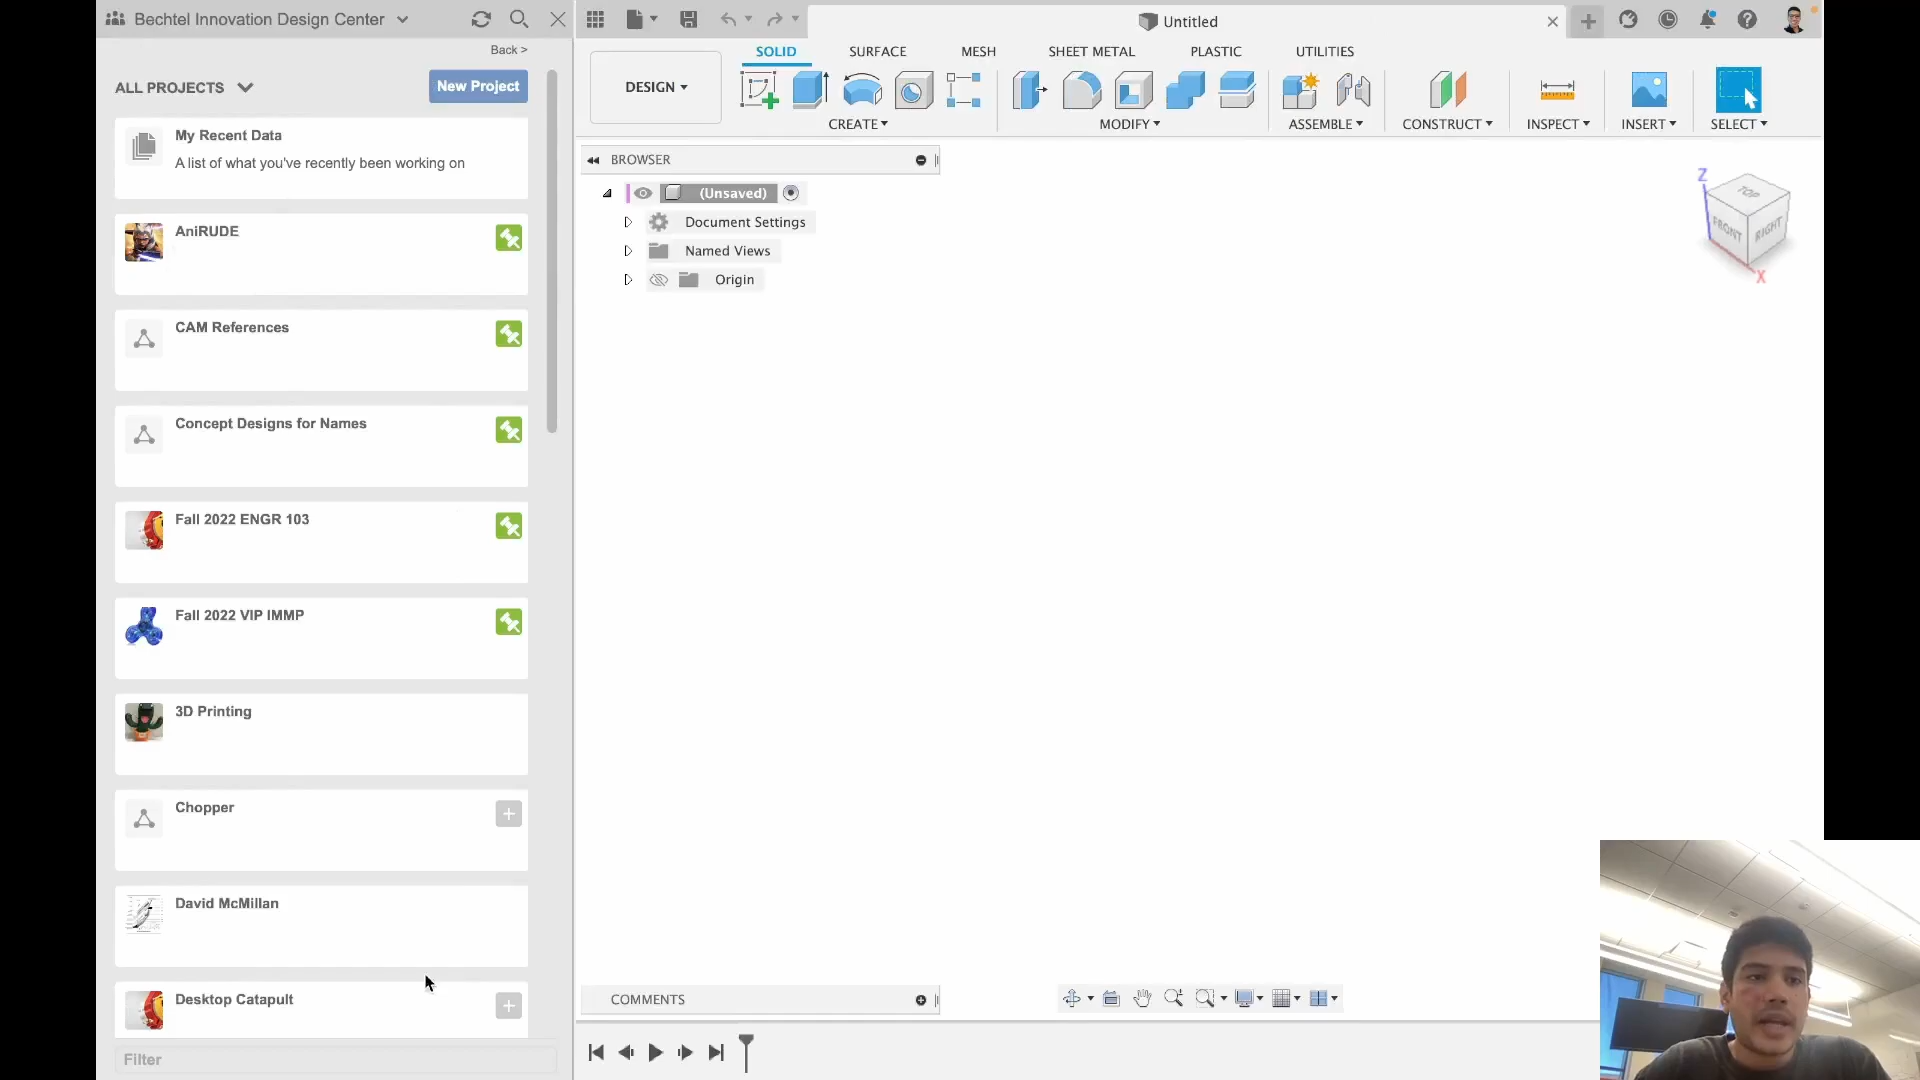 Bechtel Innovation Design Center
Untitled
Back >
ALL PROJECTS
New Project
My Recent Data
A list of what you've recently been working on
AniRUDE
CAM References
Concept Designs for Names
Fall 2022 ENGR 103
Fall 2022 VIP IMMP
3D Printing
Chopper
David McMillan
Desktop Catapult
Filter
DESIGN
SOLID
SURFACE
MESH
SHEET METAL
PLASTIC
UTILITIES
CREATE
MODIFY
ASSEMBLE
CONSTRUCT
INSPECT
INSERT
SELECT
BROWSER
(Unsaved)
Document Settings
Named Views
Origin
Z
TOP
FRONT
RIGHT
X
COMMENTS